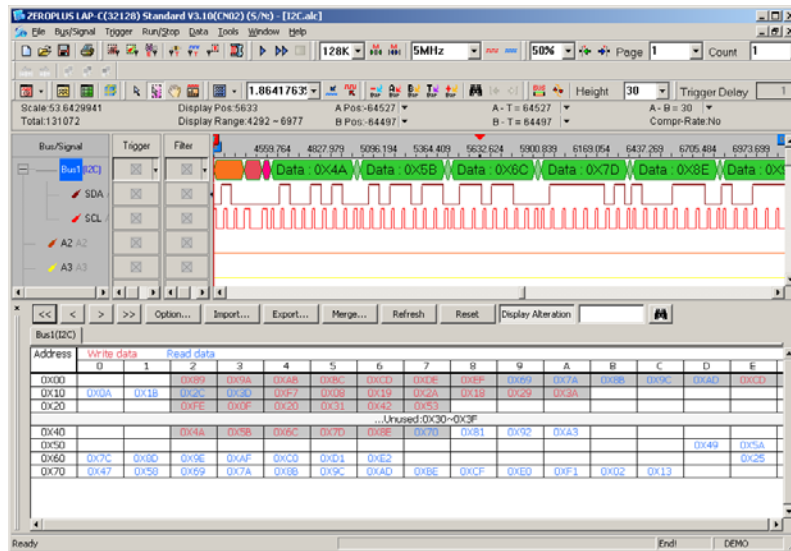 ZEROPLUS LAP-C(32128) Standard V3.10(CN02) (S/N:) - [I2C.alc]
File Bus/Signal Trigger Run/Stop Data Tools Window Help
128K 5MHz 50% Page 1 Count 1
Height 30 Trigger Delay 1
Scale:53.6429941 Display Pos:5633 A Pos:-64527 A - T = 64527 A - B = 30
Total:131072 Display Range:4292 ~ 6977 B Pos:-64497 B - T = 64497 Compr-Rate:No
Bus/Signal Trigger Filter 4559.764 4827.979 5096.194 5364.409 5632.624 5900.839 6169.054 6437.269 6705.484 6973.699
Bus1 (I2C) Data : 0X4A Data : 0X5B Data : 0X6C Data : 0X7D Data : 0X8E
SDA
SCL
A2 A2
A3 A3
<< < > >> Option... Import... Export... Merge... Refresh Reset Display Alteration
Bus1(I2C)
Address Write data Read data
0 1 2 3 4 5 6 7 8 9 A B C D E
0X00 0X89 0X9A 0XAB 0XBC 0XCD 0XDE 0XEF 0X69 0X7A 0X8B 0X9C 0XAD 0XCD
0X10 0X0A 0X1B 0X2C 0X3D 0XF7 0X08 0X19 0X2A 0X18 0X29 0X3A
0X20 0XFE 0X0F 0X20 0X31 0X42 0X53
...Unused:0X30~0X3F
0X40 0X4A 0X5B 0X6C 0X7D 0X8E 0X70 0X81 0X92 0XA3
0X50 0X49 0X5A
0X60 0X7C 0X8D 0X9E 0XAF 0XC0 0XD1 0XE2 0X25
0X70 0X47 0X58 0X69 0X7A 0X8B 0X9C 0XAD 0XBE 0XCF 0XE0 0XF1 0X02 0X13
Ready End! DEMO